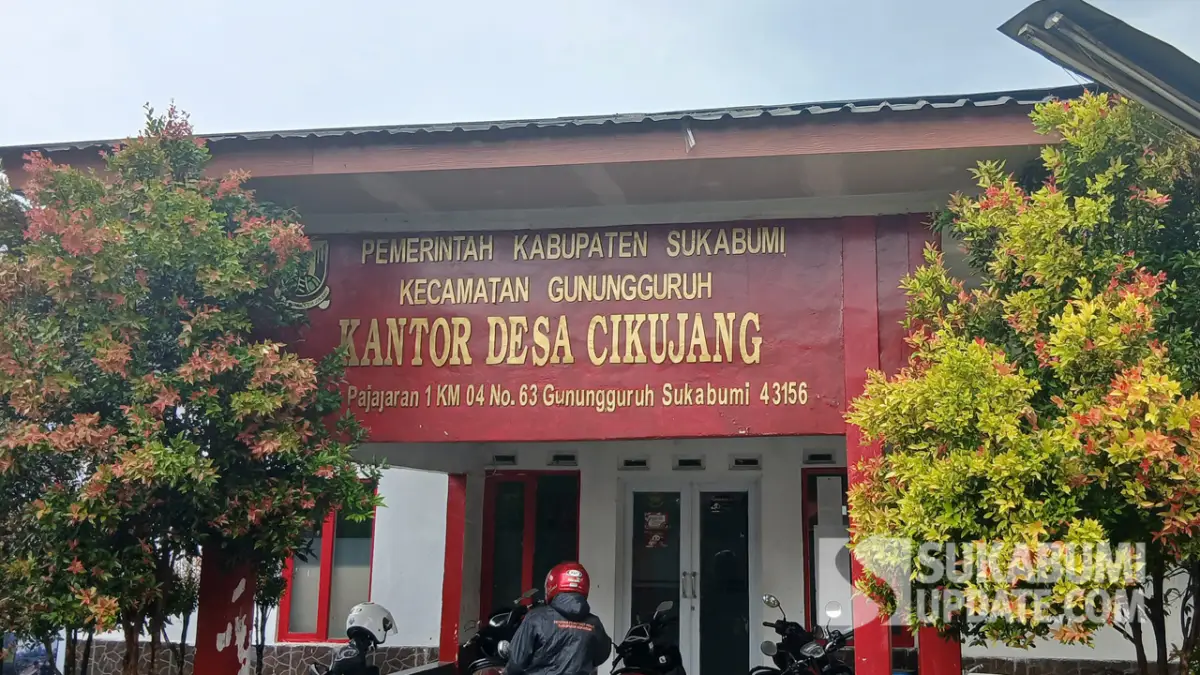 PEMERINTAH KABUPATEN SUKABUMI
KECAMATAN GUNUNGGURUH
KANTOR DESA CIKUJANG
Pajajaran 1 KM 04 No. 63 Gunungguruh Sukabumi 43156
SUKABUMI
UPDATE.COM